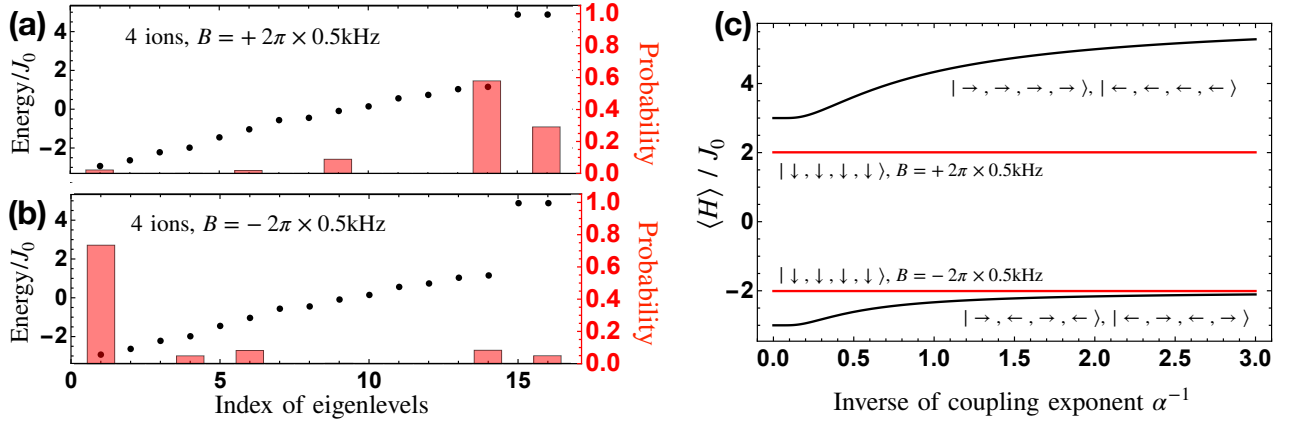 (a)
4 ions, B = + 2π × 0.5kHz
Energy/J₀
4
2
0
−2
1.0
0.8
0.6
0.4
0.2
0.0
Probability
(b)
4 ions, B = − 2π × 0.5kHz
Energy/J₀
4
2
0
−2
1.0
0.8
0.6
0.4
0.2
0.0
Probability
0 5 10 15
Index of eigenlevels
(c)
⟨H⟩ / J₀
4
2
0
−2
| → , → , → , → ⟩, | ← , ← , ← , ← ⟩
| ↓ , ↓ , ↓ , ↓ ⟩, B = + 2π × 0.5kHz
| ↓ , ↓ , ↓ , ↓ ⟩, B = − 2π × 0.5kHz
| → , ← , → , ← ⟩, | ← , → , ← , → ⟩
0.0 0.5 1.0 1.5 2.0 2.5 3.0
Inverse of coupling exponent α⁻¹